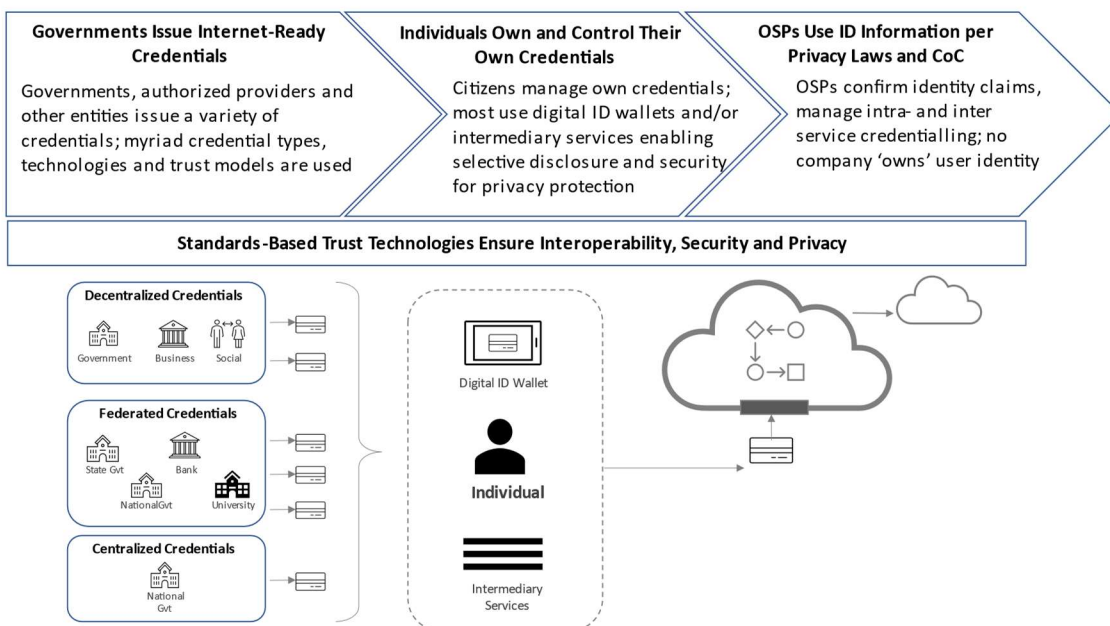 Governments Issue Internet-Ready
Credentials
Governments, authorized providers and
other entities issue a variety of
credentials; myriad credential types,
technologies and trust models are used
Individuals Own and Control Their
Own Credentials
Citizens manage own credentials;
most use digital ID wallets and/or
intermediary services enabling
selective disclosure and security
for privacy protection
OSPs Use ID Information per
Privacy Laws and CoC
OSPs confirm identity claims,
manage intra- and inter
service credentialling; no
company ‘owns’ user identity
Standards-Based Trust Technologies Ensure Interoperability, Security and Privacy
Decentralized Credentials
Government
Business
Social
Federated Credentials
State Gvt
Bank
NationalGvt
University
Centralized Credentials
National
Gvt
Digital ID Wallet
Individual
Intermediary
Services